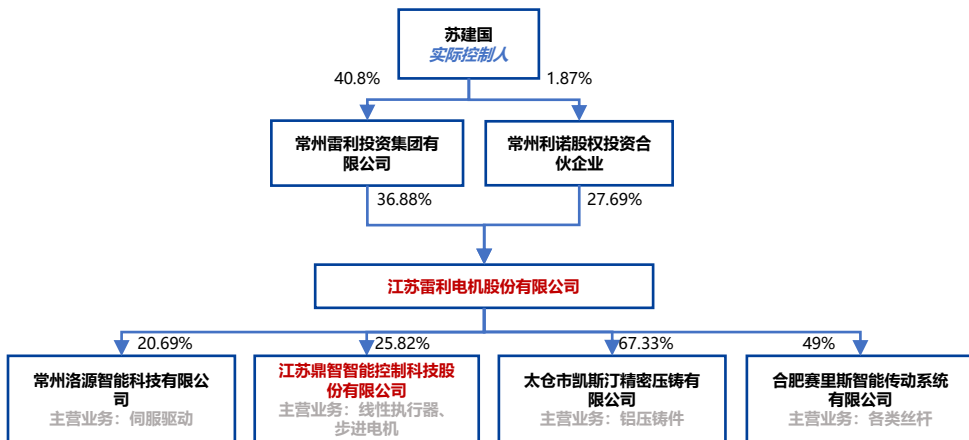 苏建国
实际控制人
40.8%
1.87%
常州雷利投资集团有
限公司
常州利诺股权投资合
伙企业
36.88%
27.69%
江苏雷利电机股份有限公司
20.69%
25.82%
67.33%
49%
常州洛源智能科技有限公
司
主营业务：伺服驱动
江苏鼎智智能控制科技股
份有限公司
主营业务：线性执行器、
步进电机
太仓市凯斯汀精密压铸有
限公司
主营业务：铝压铸件
合肥赛里斯智能传动系统
有限公司
主营业务：各类丝杆